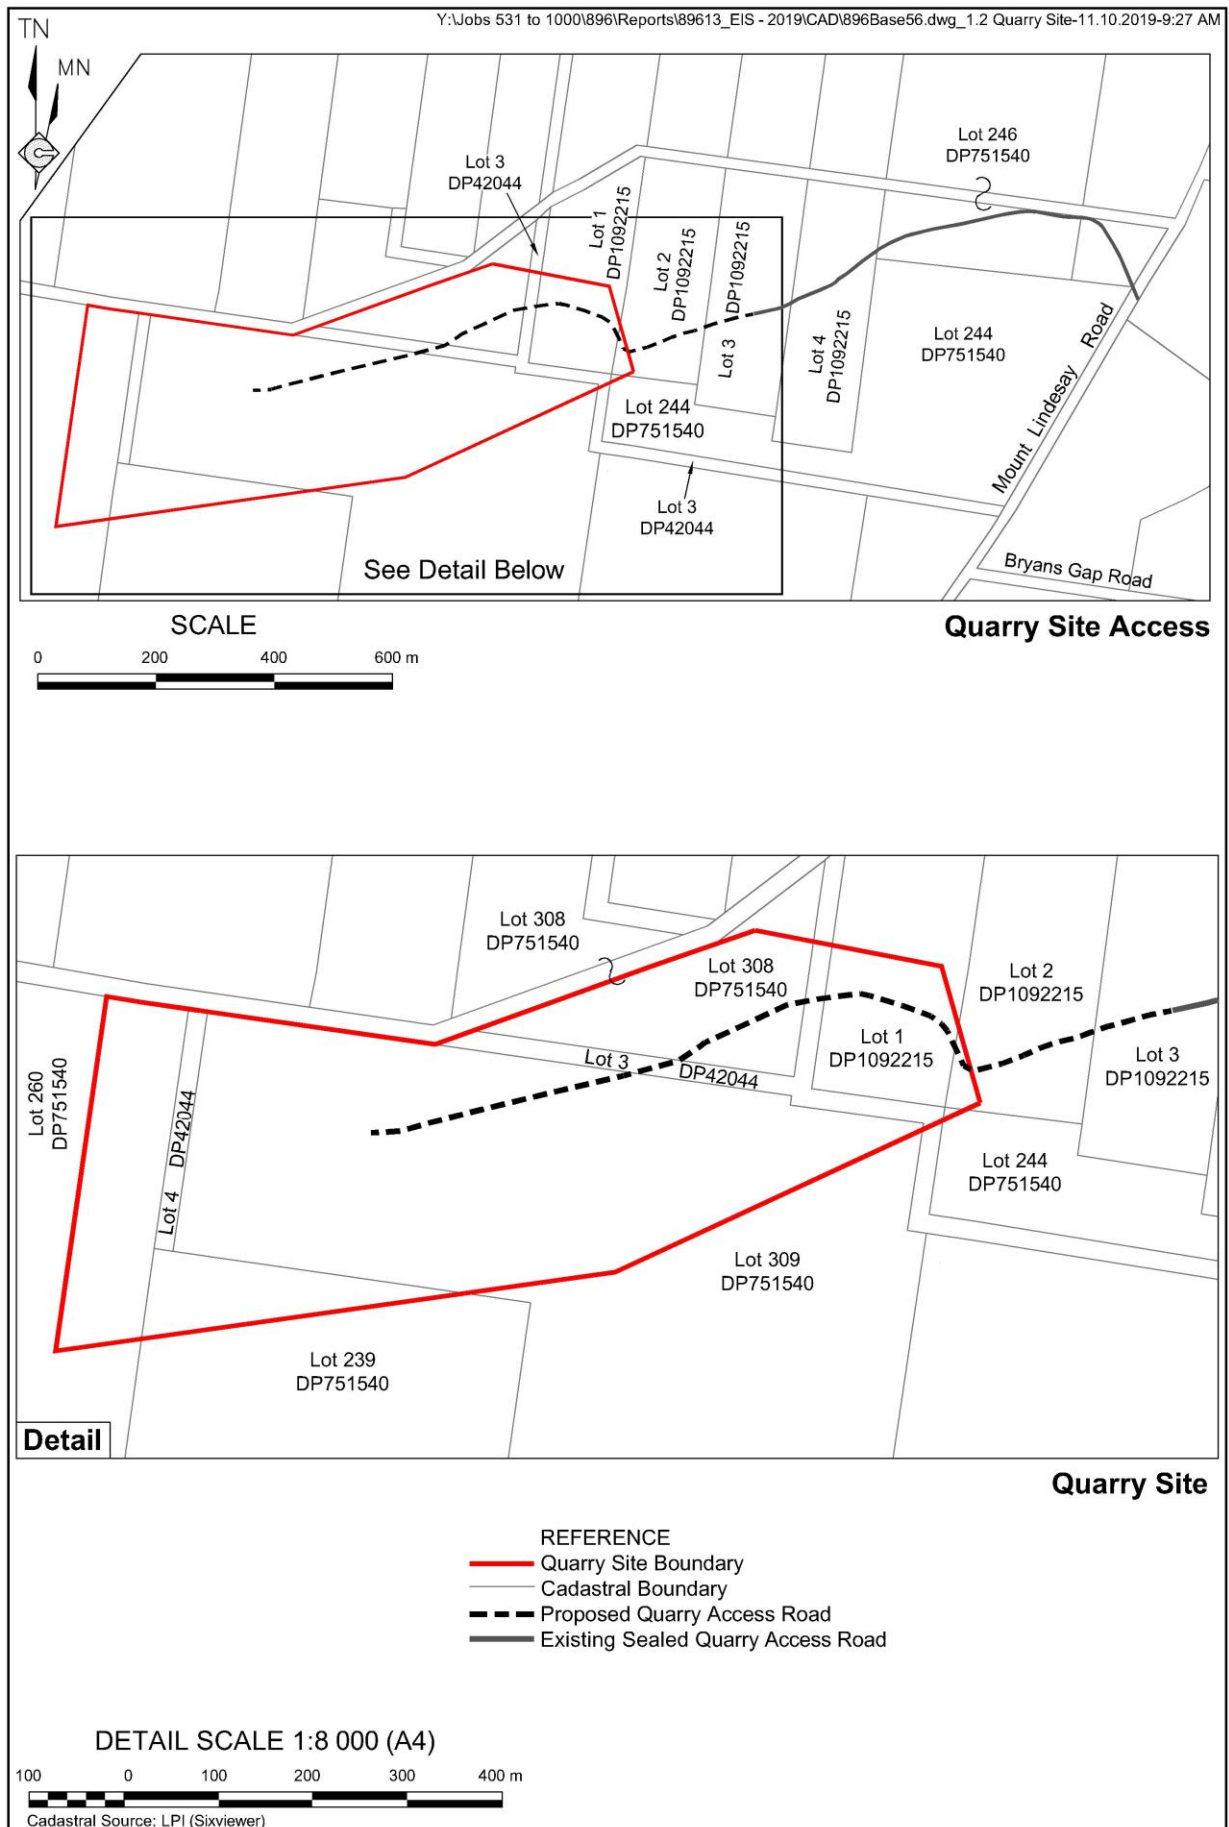 Y:\Jobs 531 to 1000\896\Reports\89613_EIS - 2019\CAD\896Base56.dwg_1.2 Quarry Site-11.10.2019-9:27 AM
TN
MN
Lot 246
DP751540
Lot 3
DP42044
Lot 1
DP1092215
Lot 2
DP1092215
Lot 3
DP1092215
Lot 4
DP1092215
Lot 244
DP751540
Mount Lindesay Road
Lot 244
DP751540
Lot 3
DP42044
See Detail Below
Bryans Gap Road
SCALE
0 200 400 600 m
Quarry Site Access
Lot 308
DP751540
Lot 308
DP751540
Lot 2
DP1092215
Lot 1
DP1092215
Lot 3
DP1092215
Lot 3 DP42044
Lot 260
DP751540
Lot 4 DP42044
Lot 244
DP751540
Lot 309
DP751540
Lot 239
DP751540
Detail
Quarry Site
REFERENCE
Quarry Site Boundary
Cadastral Boundary
Proposed Quarry Access Road
Existing Sealed Quarry Access Road
DETAIL SCALE 1:8 000 (A4)
100 0 100 200 300 400 m
Cadastral Source: LPI (Sixviewer)